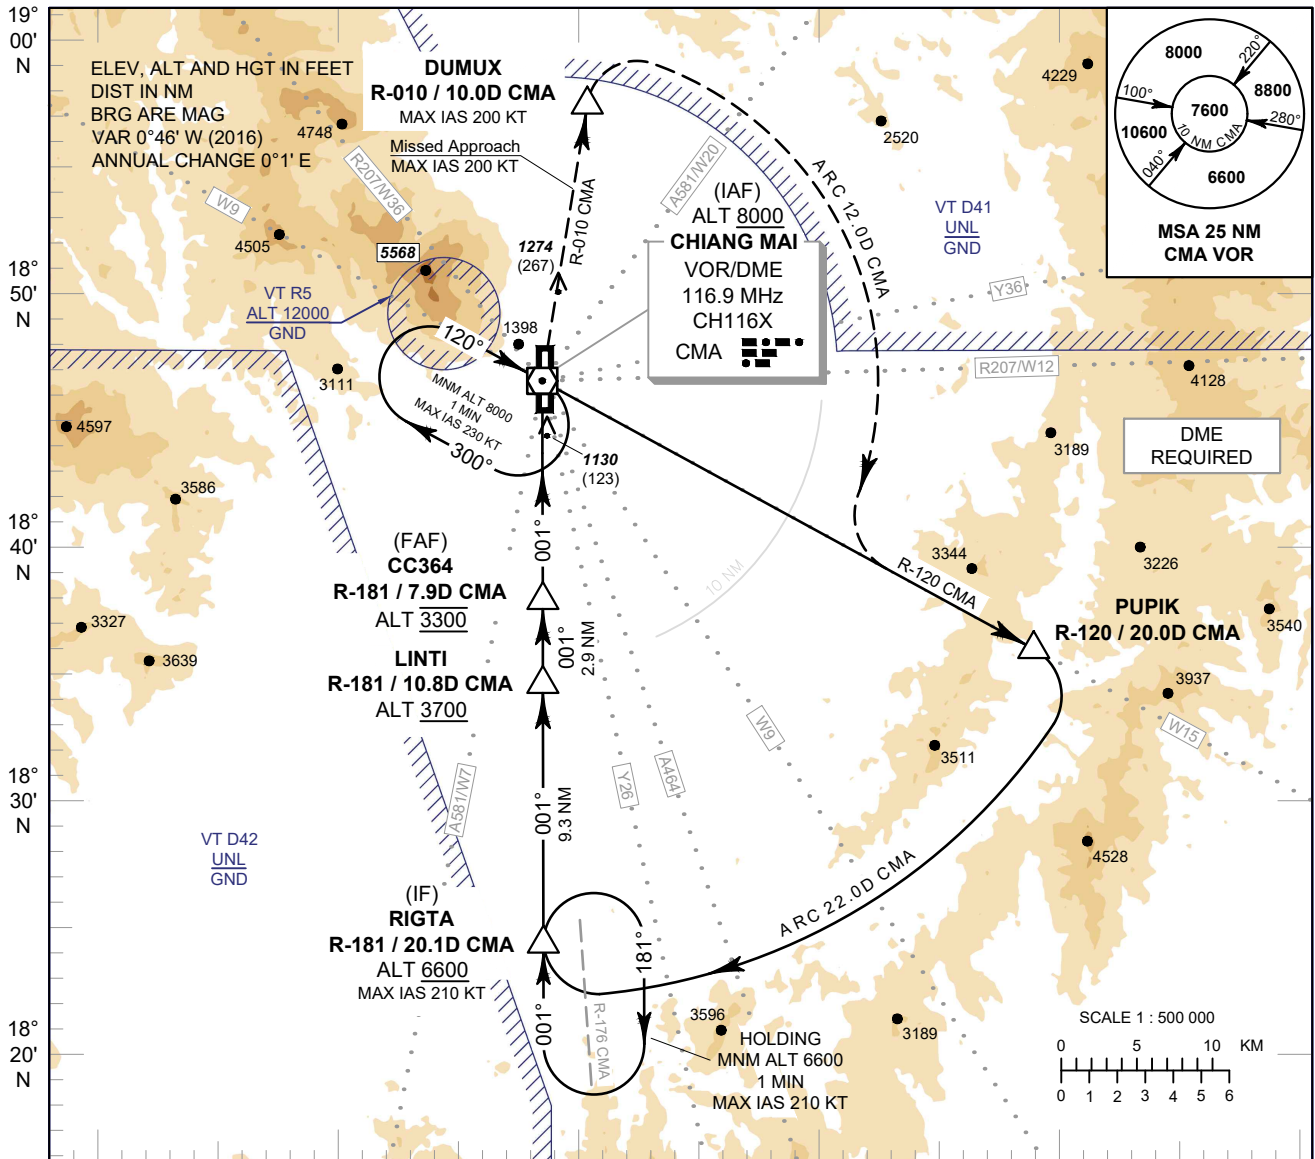 19°
00'
N
ELEV, ALT AND HGT IN FEET
DIST IN NM
BRG ARE MAG
VAR 0°46' W (2016)
ANNUAL CHANGE 0°1' E
DUMUX
R-010 / 10.0D CMA
MAX IAS 200 KT
Missed Approach
MAX IAS 200 KT
R-010 CMA
ARC 12.0D CMA
4748
4505
5568
W9
R207/W36
A581/W20
2520
4229
8000
8800
7600
10600
6600
10 NM CMA
100°
220°
280°
040°
MSA 25 NM
CMA VOR
VT D41
UNL
GND
(IAF)
ALT 8000
CHIANG MAI
VOR/DME
116.9 MHz
CH116X
CMA
18°
50'
N
VT R5
ALT 12000
GND
1274
(267)
1398
120°
Y36
R207/W12
3111
MNM ALT 8000
1 MIN
MAX IAS 230 KT
300°
1130
(123)
4128
3189
DME
REQUIRED
4597
3586
18°
40'
N
(FAF)
CC364
R-181 / 7.9D CMA
ALT 3300
001°
10 NM
3344
R-120 CMA
3226
3540
PUPIK
R-120 / 20.0D CMA
3327
3639
LINTI
R-181 / 10.8D CMA
ALT 3700
001°
2.9 NM
3937
W15
W9
3511
18°
30'
N
A581/W7
Y26
A464
001°
9.3 NM
VT D42
UNL
GND
4528
ARC 22.0D CMA
(IF)
RIGTA
R-181 / 20.1D CMA
ALT 6600
MAX IAS 210 KT
181°
001°
R-176 CMA
3596
3189
HOLDING
MNM ALT 6600
1 MIN
MAX IAS 210 KT
18°
20'
N
SCALE 1 : 500 000
0 5 10 KM
0 1 2 3 4 5 6